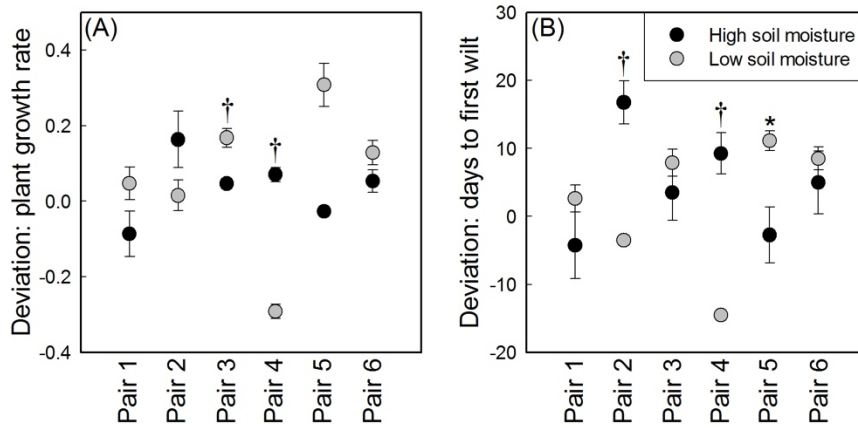 (A)
Deviation: plant growth rate
0.4
0.2
0.0
-0.2
-0.4
†
†
Pair 1
Pair 2
Pair 3
Pair 4
Pair 5
Pair 6
(B)
High soil moisture
Low soil moisture
Deviation: days to first wilt
30
20
10
0
-10
-20
†
†
*
Pair 1
Pair 2
Pair 3
Pair 4
Pair 5
Pair 6